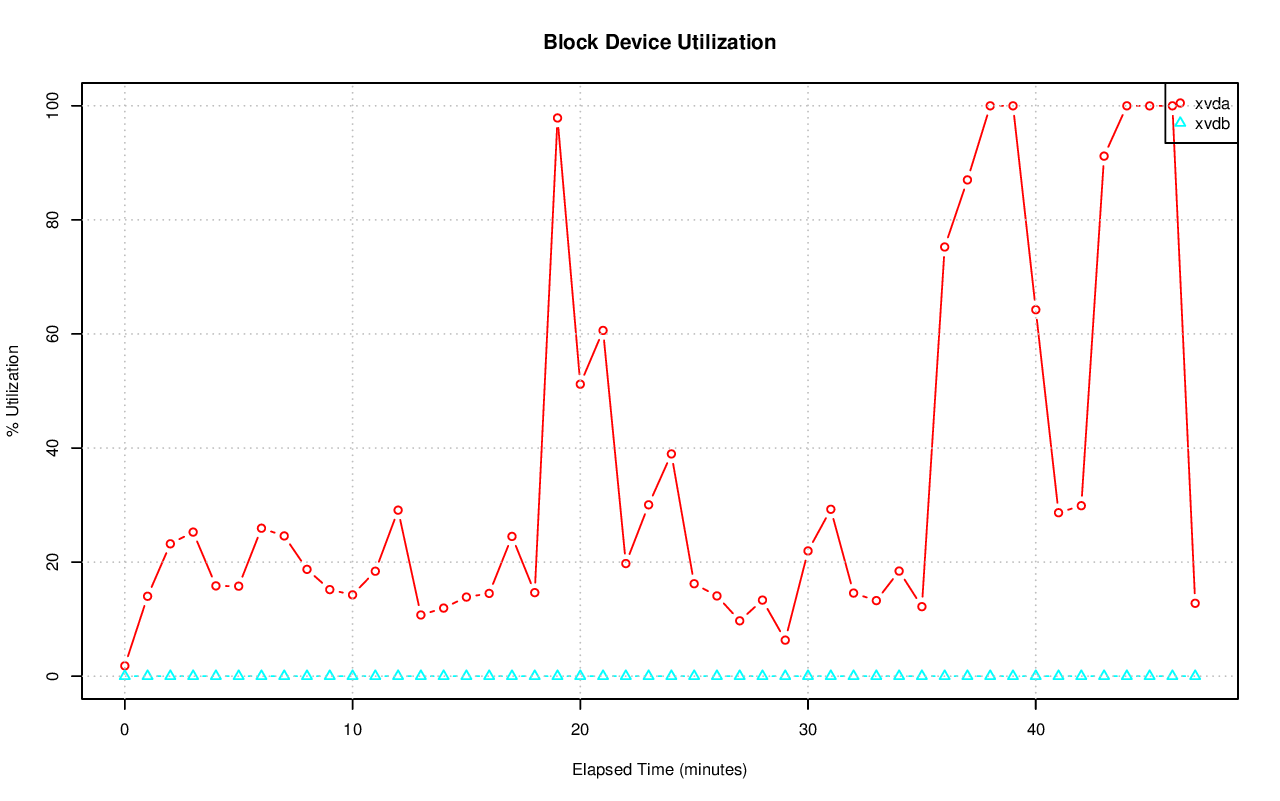 Block Device Utilization
xvda
xvdb
% Utilization
100
80
60
40
20
0
0 10 20 30 40
Elapsed Time (minutes)